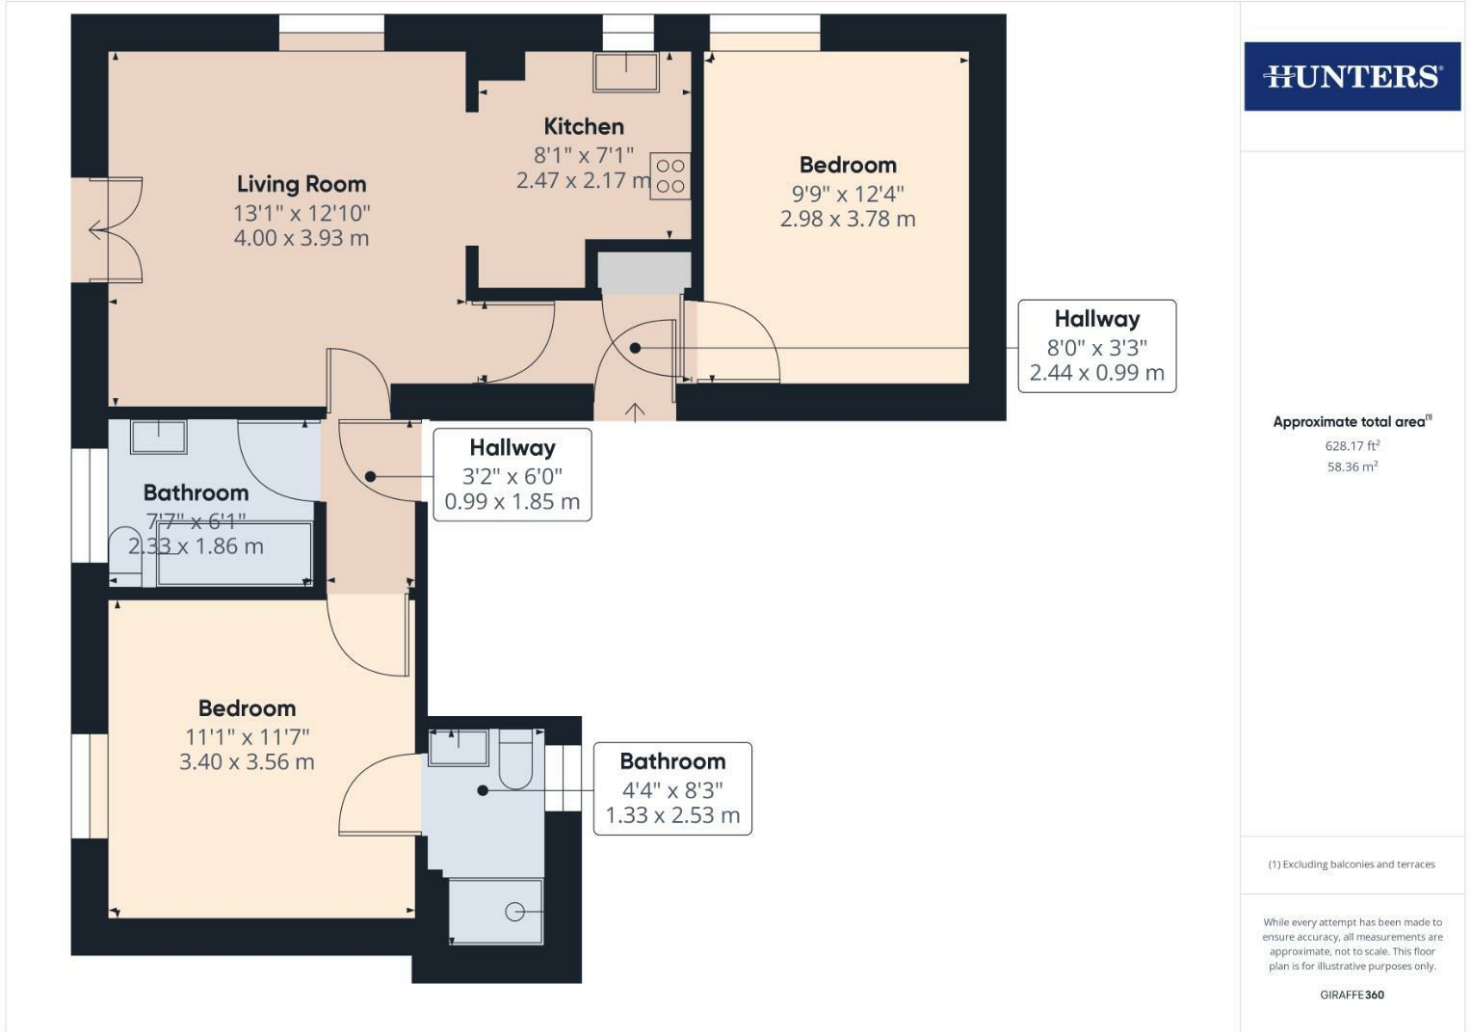 Living Room
13'1" x 12'10"
4.00 x 3.93 m
Kitchen
8'1" x 7'1"
2.47 x 2.17 m
Bedroom
9'9" x 12'4"
2.98 x 3.78 m
Hallway
8'0" x 3'3"
2.44 x 0.99 m
Hallway
3'2" x 6'0"
0.99 x 1.85 m
Bathroom
7'7" x 6'1"
2.33 x 1.86 m
Bedroom
11'1" x 11'7"
3.40 x 3.56 m
Bathroom
4'4" x 8'3"
1.33 x 2.53 m
HUNTERS®
Approximate total area(1)
628.17 ft²
58.36 m²
(1) Excluding balconies and terraces
While every attempt has been made to
ensure accuracy, all measurements are
approximate, not to scale. This floor
plan is for illustrative purposes only.
GIRAFFE360